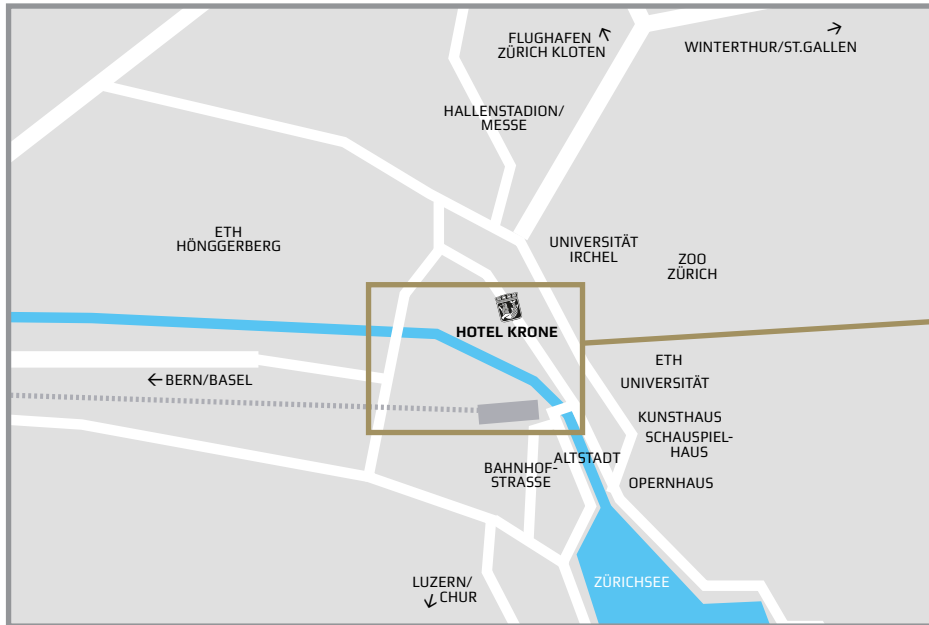 FLUGHAFEN
ZÜRICH KLOTEN
WINTERTHUR/ST.GALLEN
HALLENSTADION/
MESSE
ETH
HÖNGGERBERG
UNIVERSITÄT
IRCHEL
ZOO
ZÜRICH
HOTEL KRONE
ETH
UNIVERSITÄT
BERN/BASEL
KUNSTHAUS
SCHAUSPIEL-
HAUS
ALTSTADT
BAHNHOF-
STRASSE
OPERNHAUS
LUZERN/
CHUR
ZÜRICHSEE